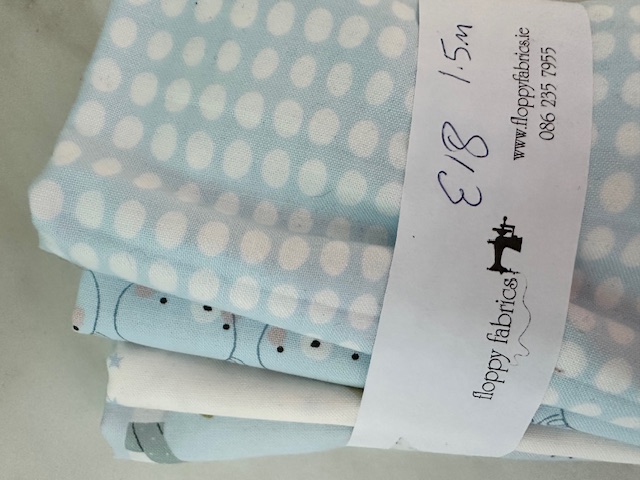 €18 1.5M
floppy fabrics
www.floppyfabrics.ie
086 235 7955